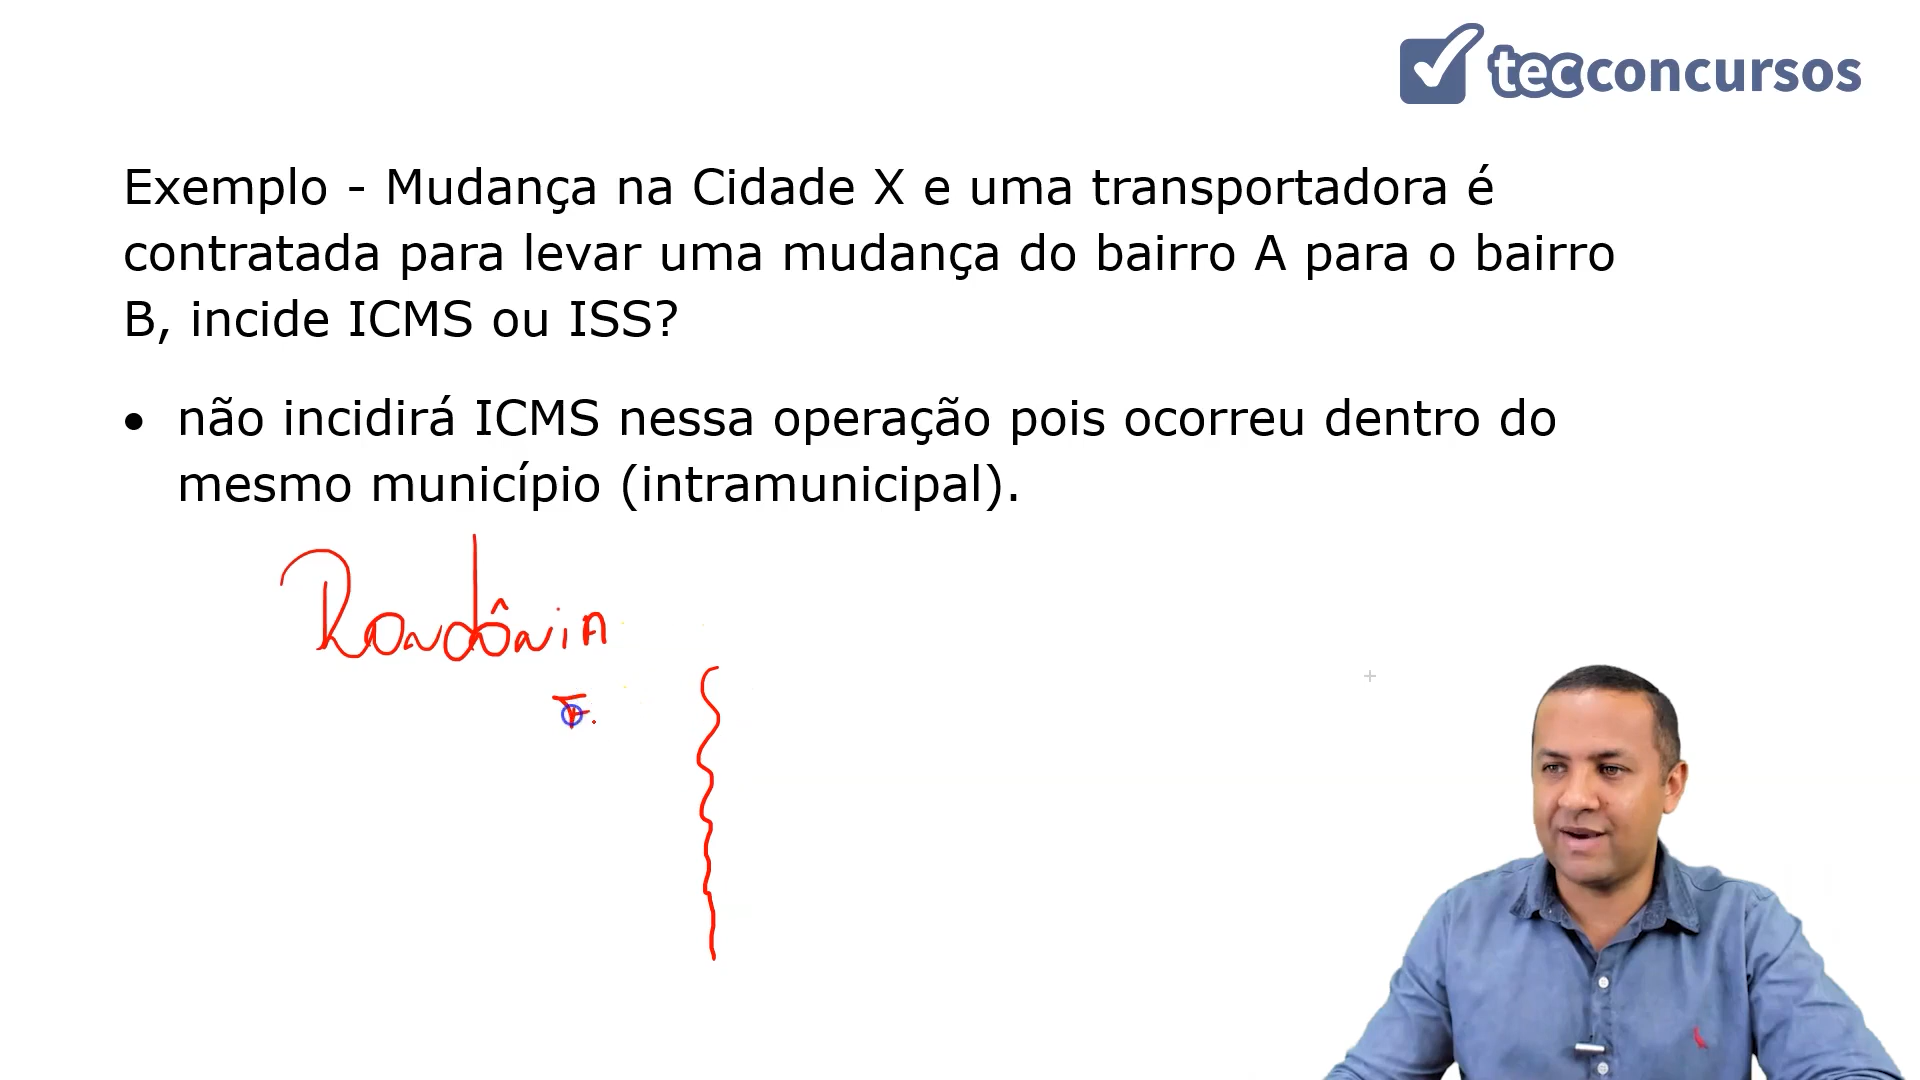 tecconcursos
Exemplo - Mudança na Cidade X e uma transportadora é
contratada para levar uma mudança do bairro A para o bairro
B, incide ICMS ou ISS?
• não incidirá ICMS nessa operação pois ocorreu dentro do
mesmo município (intramunicipal).
Rondônia